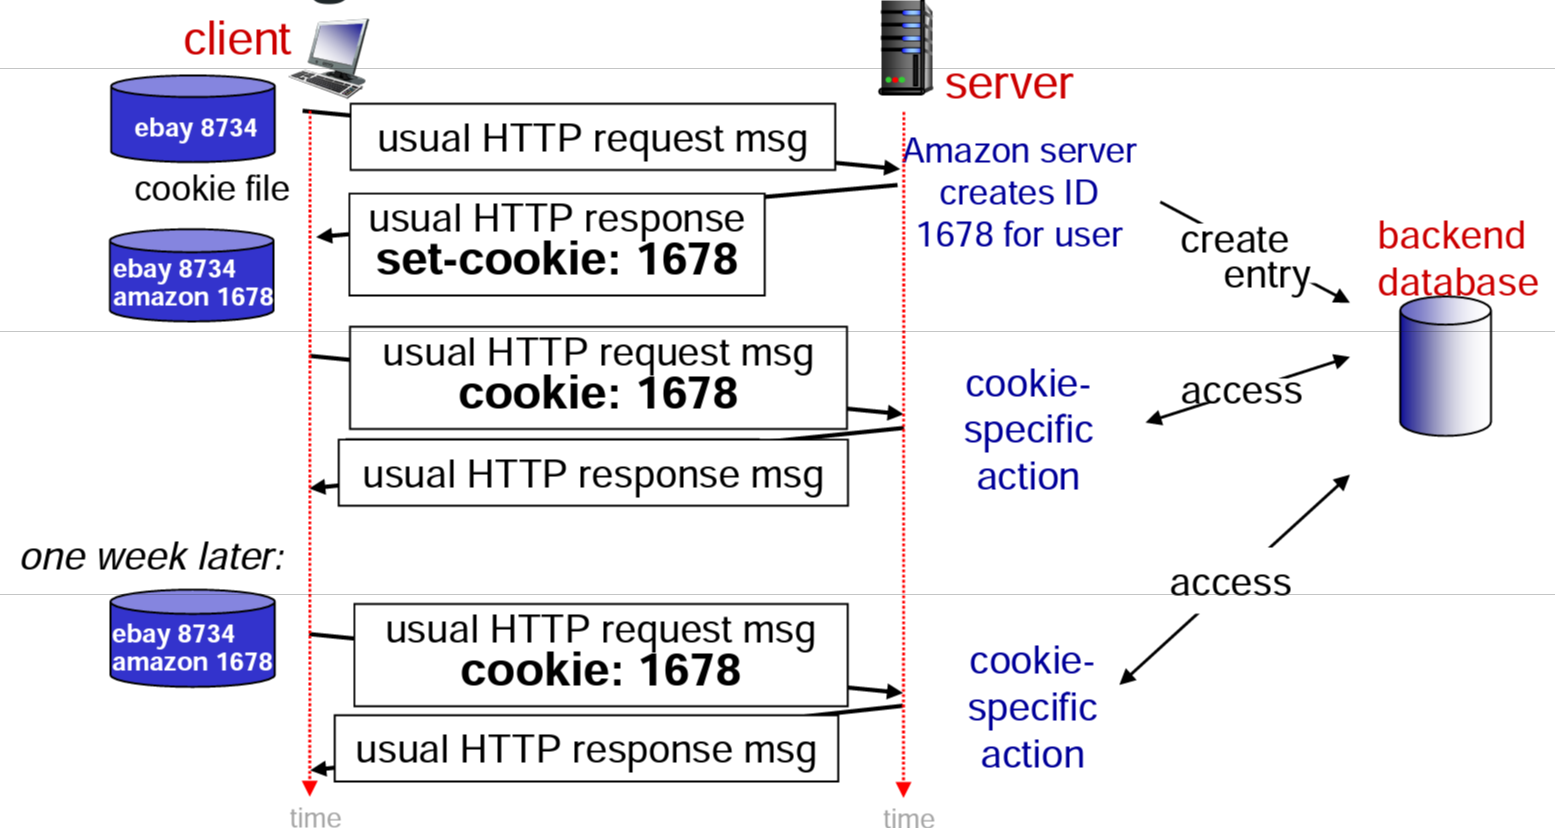 client
server
ebay 8734
usual HTTP request msg
Amazon server
creates ID
1678 for user
cookie file
usual HTTP response
set-cookie: 1678
create
entry
backend
database
ebay 8734
amazon 1678
usual HTTP request msg
cookie: 1678
cookie-
specific
action
access
usual HTTP response msg
one week later:
access
ebay 8734
amazon 1678
usual HTTP request msg
cookie: 1678
cookie-
specific
action
usual HTTP response msg
time
time